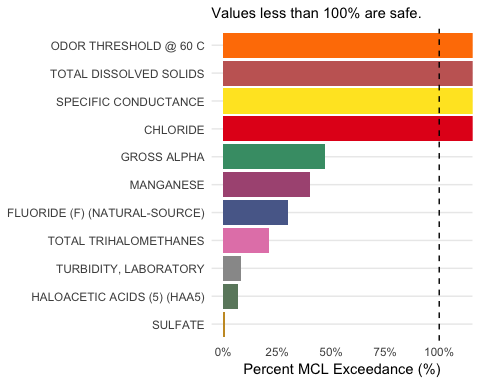 Values less than 100% are safe.
ODOR THRESHOLD @ 60 C
TOTAL DISSOLVED SOLIDS
SPECIFIC CONDUCTANCE
CHLORIDE
GROSS ALPHA
MANGANESE
FLUORIDE (F) (NATURAL-SOURCE)
TOTAL TRIHALOMETHANES
TURBIDITY, LABORATORY
HALOACETIC ACIDS (5) (HAA5)
SULFATE
0% 25% 50% 75% 100%
Percent MCL Exceedance (%)